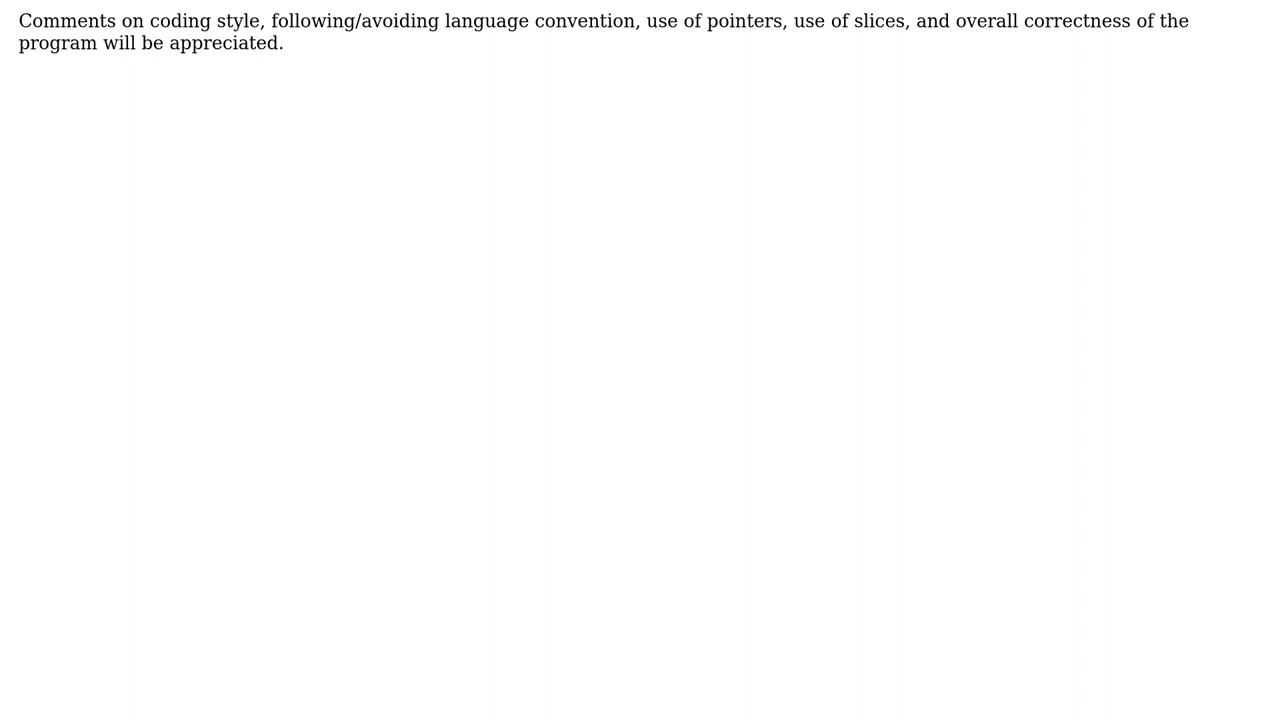 Comments on coding style, following/avoiding language convention, use of pointers, use of slices, and overall correctness of the
program will be appreciated.